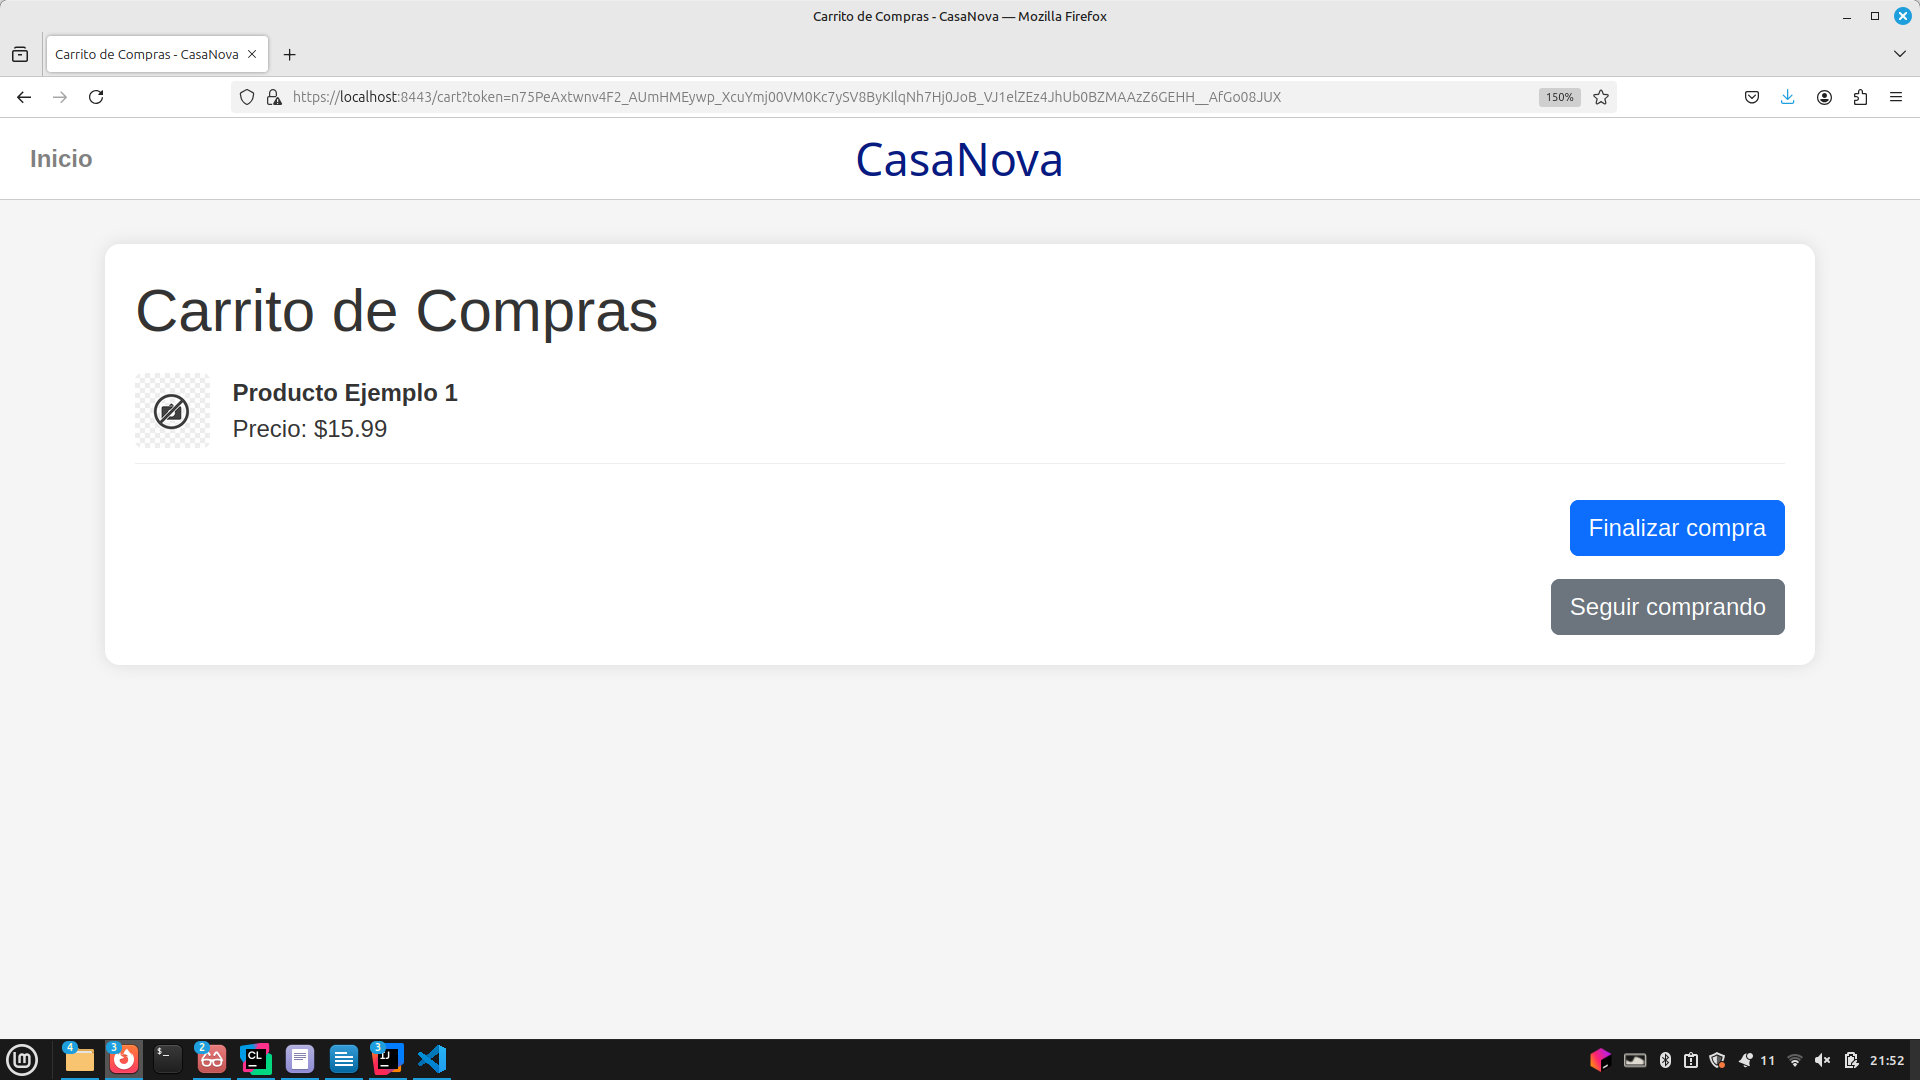 Carrito de Compras - CasaNova — Mozilla Firefox
Carrito de Compras - CasaNova
https://localhost:8443/cart?token=n75PeAxtwnv4F2_AUmHMEywp_XcuYmj00VM0Kc7ySV8ByKIlqNh7Hj0JoB_VJ1elZEz4JhUb0BZMAAzZ6GEHH__AfGo08JUX
150%
Inicio
CasaNova
Carrito de Compras
Producto Ejemplo 1
Precio: $15.99
Finalizar compra
Seguir comprando
4
3
$_
2
CL
3
IJ
11
21:52